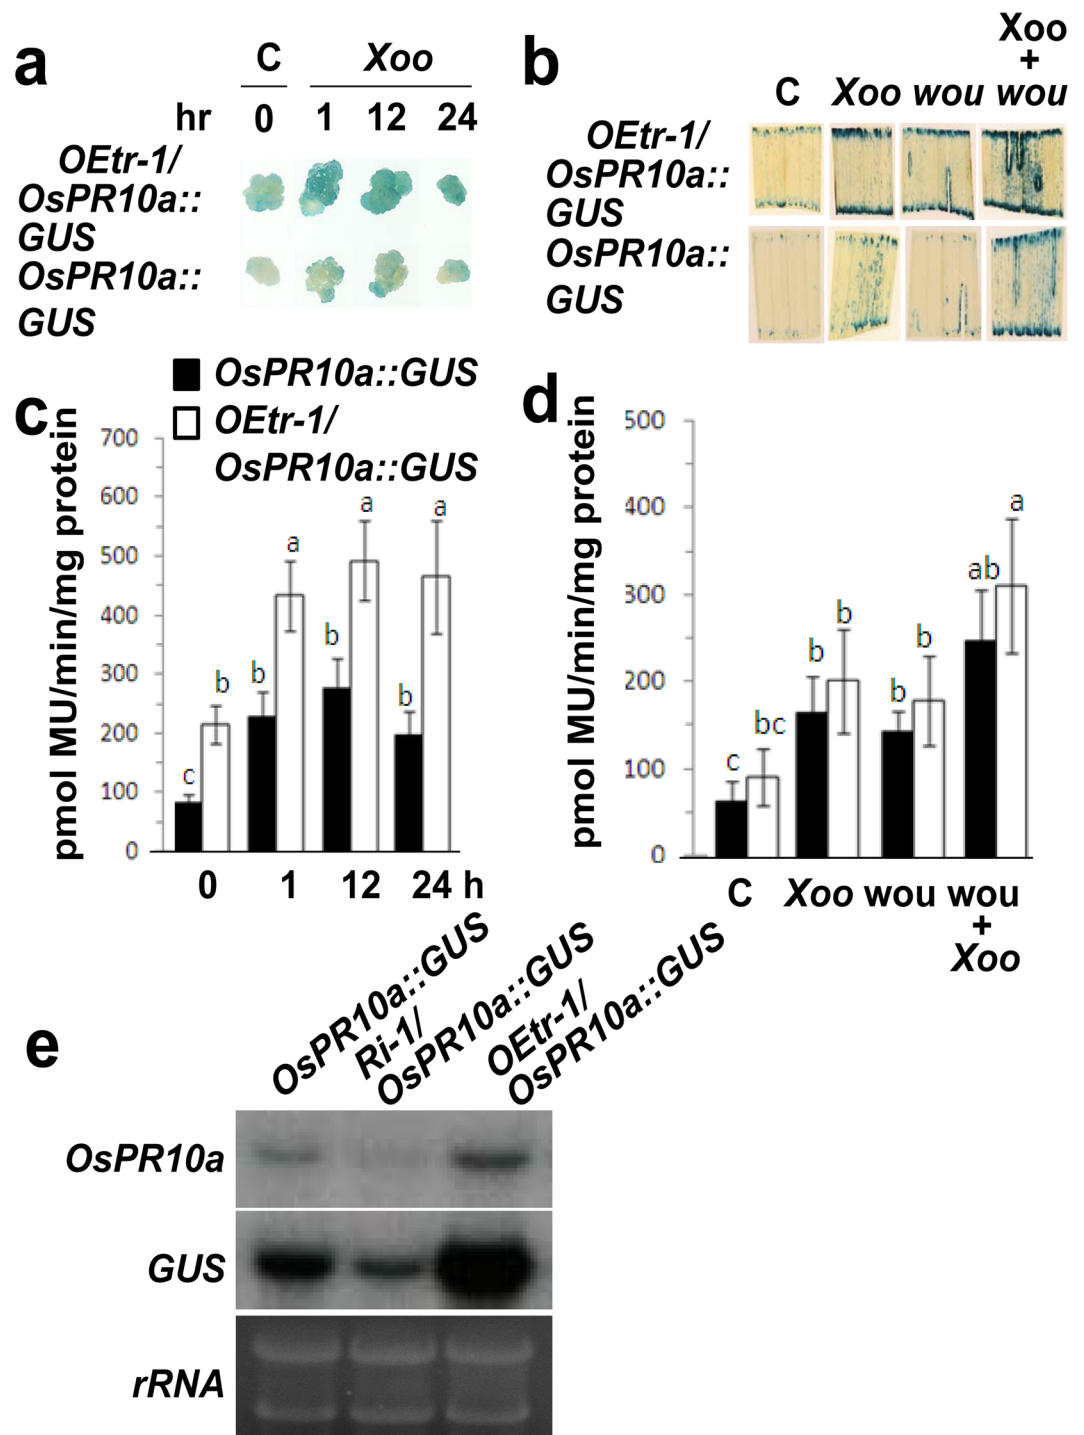 a
C Xoo
hr 0 1 12 24
OEtr-1/
OsPR10a::
GUS
OsPR10a::
GUS
b
Xoo
+
C Xoo wou wou
OEtr-1/
OsPR10a::
GUS
OsPR10a::
GUS
c
OsPR10a::GUS
OEtr-1/
OsPR10a::GUS
pmol MU/min/mg protein
700
600
500
400
300
200
100
0
c b b a b a b a
0 1 12 24 h
d
pmol MU/min/mg protein
500
400
300
200
100
0
c bc b b b b ab a
C Xoo wou wou
+
Xoo
e
OsPR10a::GUS
Ri-1/
OsPR10a::GUS
OEtr-1/
OsPR10a::GUS
OsPR10a
GUS
rRNA